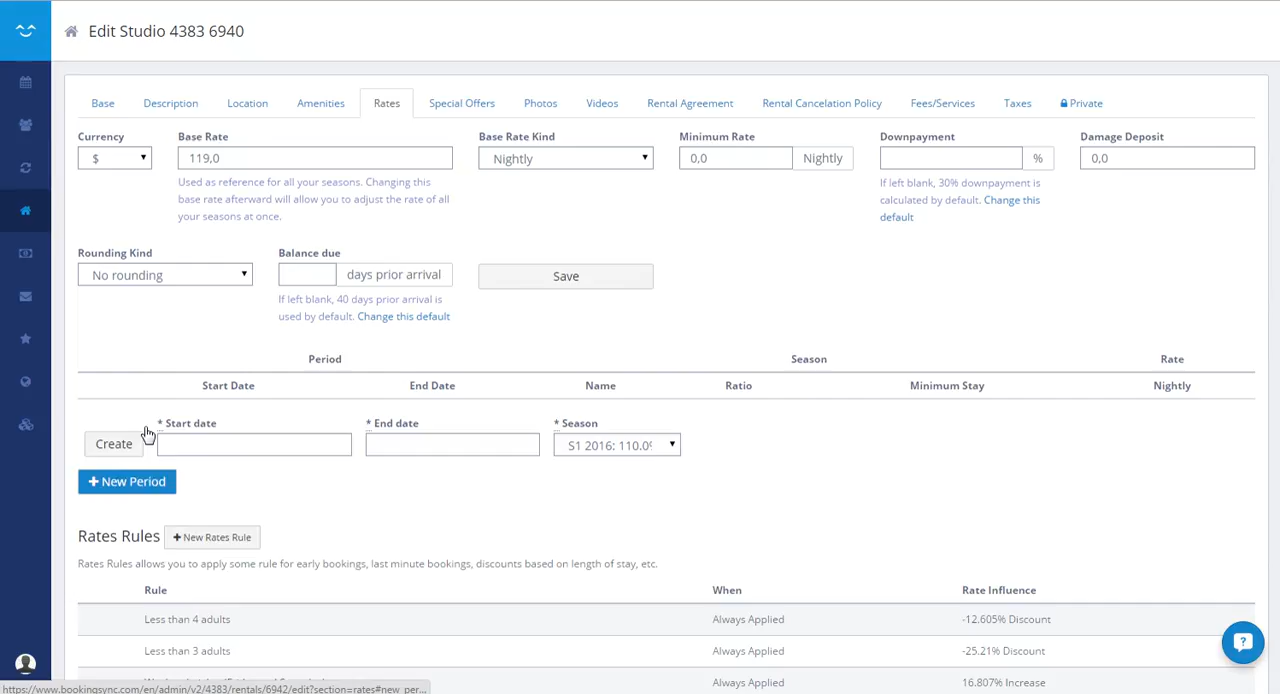 Edit Studio 4383 6940
Base Description Location Amenities Rates Special Offers Photos Videos Rental Agreement Rental Cancelation Policy Fees/Services Taxes Private
Currency Base Rate Base Rate Kind Minimum Rate Downpayment Damage Deposit
$ 119,0 Nightly 0,0 Nightly % 0,0
Used as reference for all your seasons. Changing this
base rate afterward will allow you to adjust the rate of all
your seasons at once.
If left blank, 30% downpayment is
calculated by default. Change this
default
Rounding Kind Balance due
No rounding days prior arrival Save
If left blank, 40 days prior arrival is
used by default. Change this default
Period Season Rate
Start Date End Date Name Ratio Minimum Stay Nightly
* Start date * End date * Season
Create S1 2016: 110.0
+ New Period
Rates Rules + New Rates Rule
Rates Rules allows you to apply some rule for early bookings, last minute bookings, discounts based on length of stay, etc.
Rule When Rate Influence
Less than 4 adults Always Applied -12.605% Discount
Less than 3 adults Always Applied -25.21% Discount
Always Applied 16.807% Increase
https://www.bookingsync.com/en/admin/v2/4383/rentals/6942/edit?section=rates#new_per...